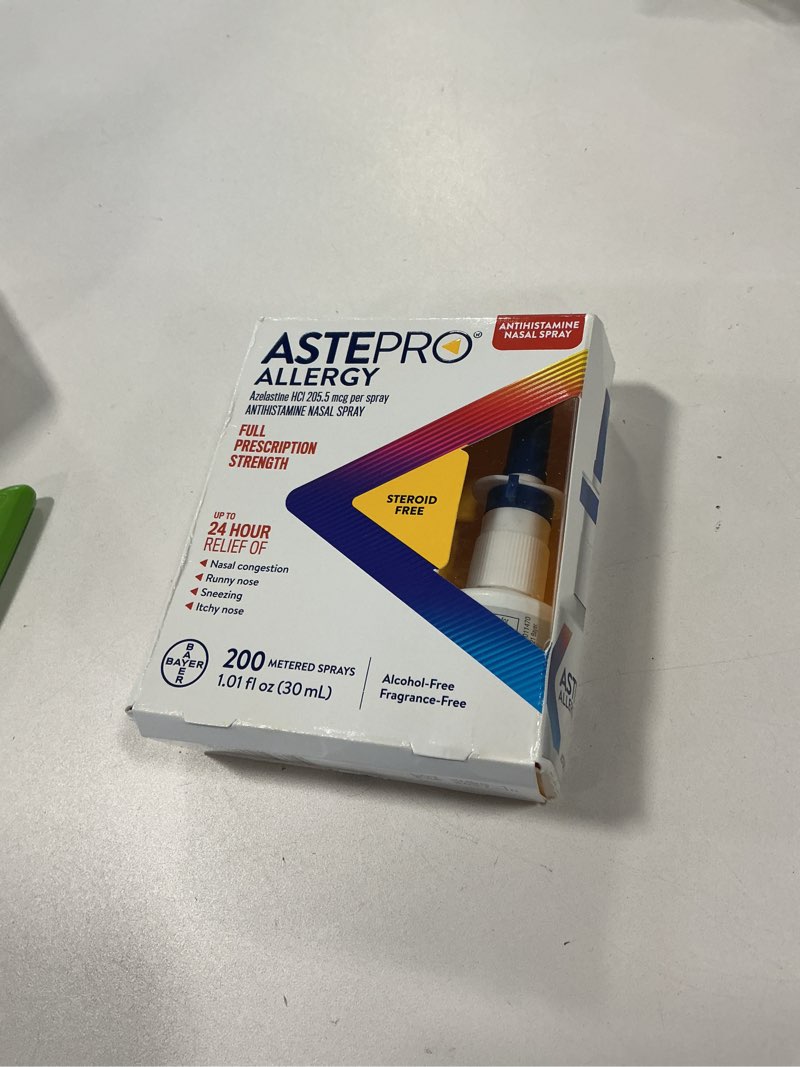 ANTIHISTAMINE
NASAL SPRAY
ASTEPRO®
ALLERGY
Azelastine HCl 205.5 mcg per spray
ANTIHISTAMINE NASAL SPRAY
FULL
PRESCRIPTION
STRENGTH
STEROID
FREE
UP TO
24 HOUR
RELIEF OF
Nasal congestion
Runny nose
Sneezing
Itchy nose
BAYER
BAYER
200 METERED SPRAYS
1.01 fl oz (30 mL)
Alcohol-Free
Fragrance-Free